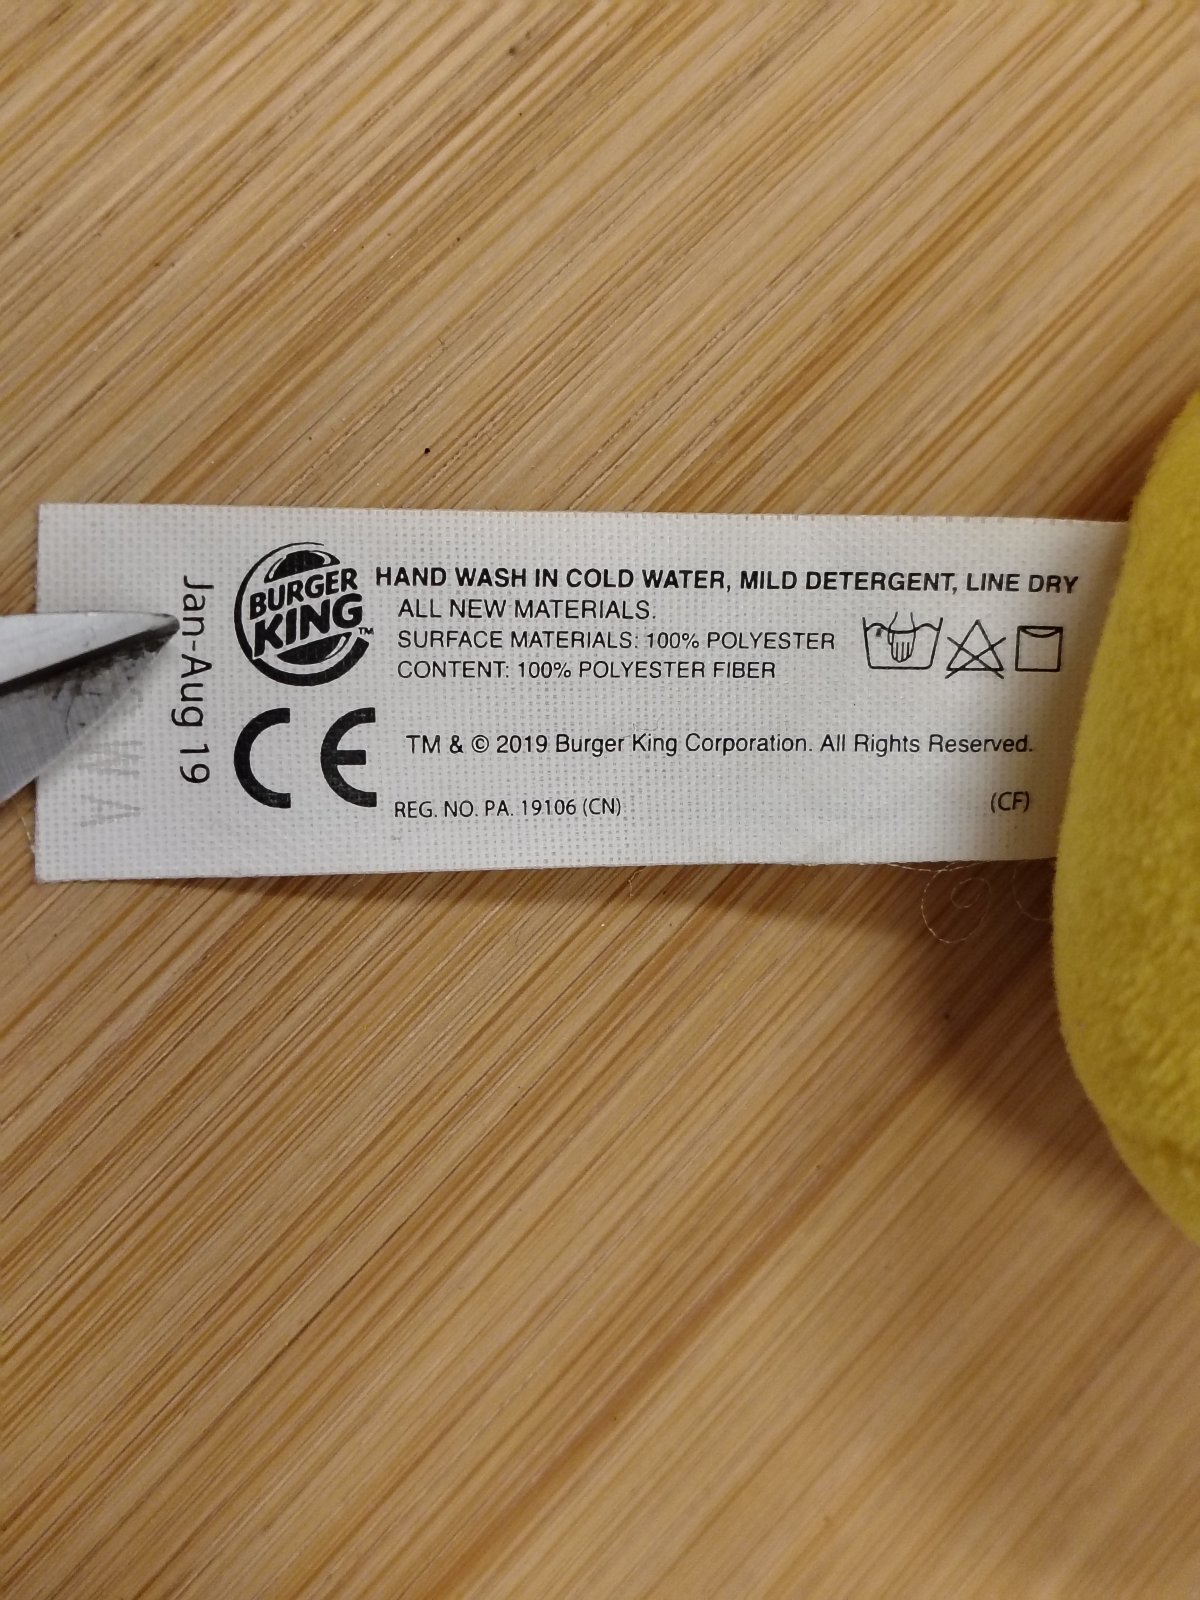 Jan-Aug 19
BURGER
KING™
HAND WASH IN COLD WATER, MILD DETERGENT, LINE DRY
ALL NEW MATERIALS.
SURFACE MATERIALS: 100% POLYESTER
CONTENT: 100% POLYESTER FIBER
CE
TM & © 2019 Burger King Corporation. All Rights Reserved.
REG. NO. PA. 19106 (CN)
(CF)